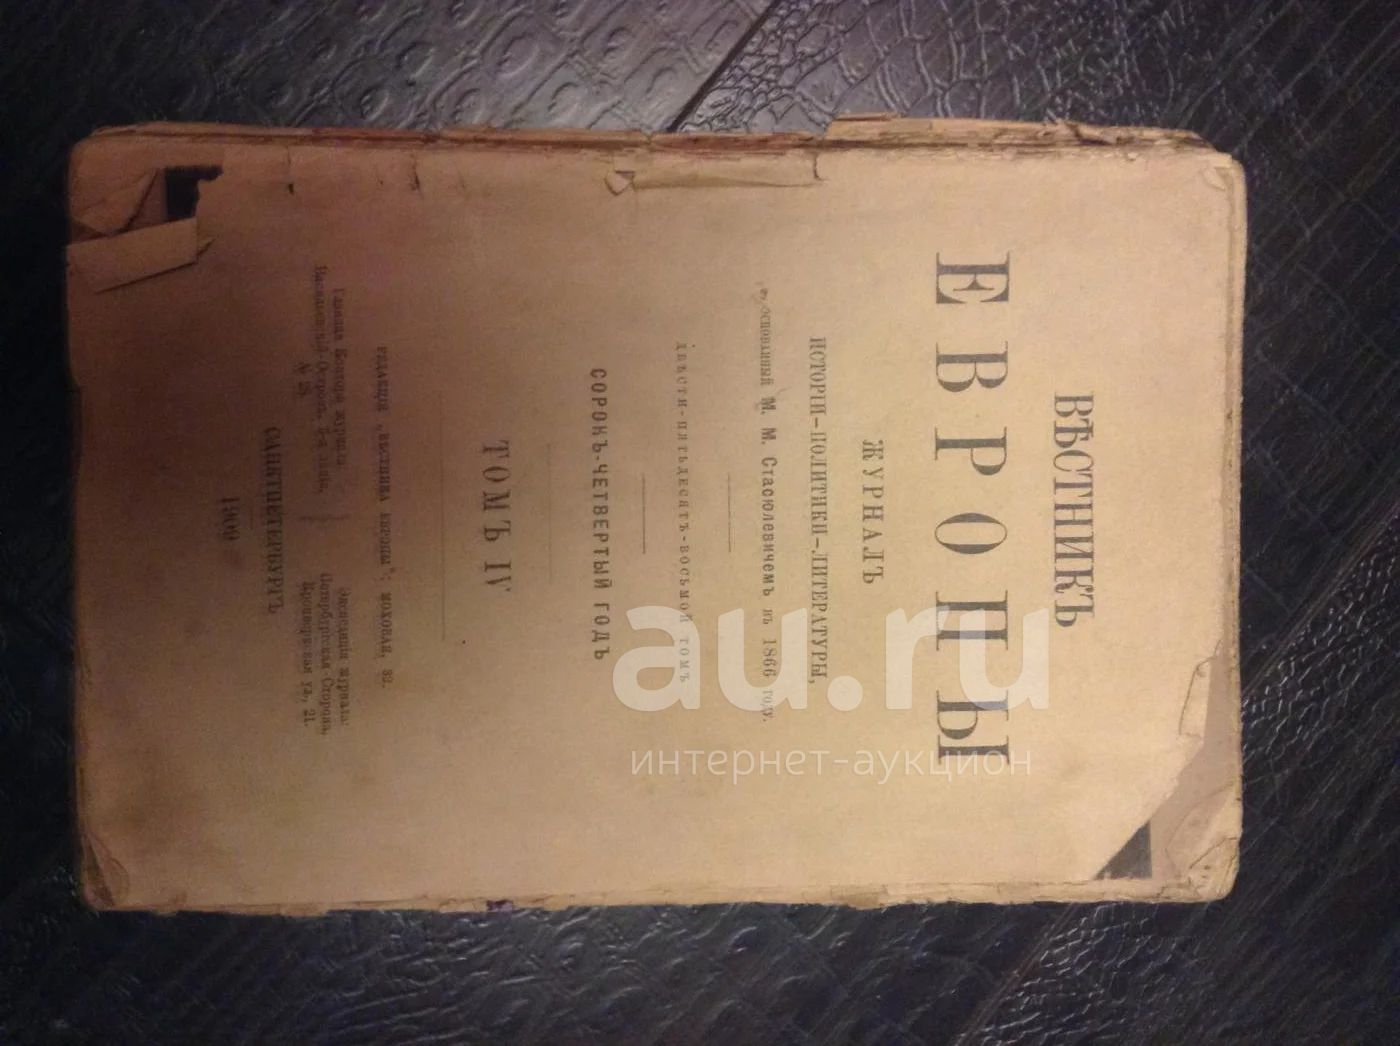 ВѢСТНИКЪ
ЕВРОПЫ
ЖУРНАЛЪ
ИСТОРІИ-ПОЛИТИКИ-ЛИТЕРАТУРЫ,
основанный М. М. Стасюлевичемъ въ 1866 году.
ДВѢСТИ-ПЯТЬДЕСЯТЪ-ВОСЬМОЙ ТОМЪ
СОРОКЪ-ЧЕТВЕРТЫЙ ГОДЪ
ТОМЪ IV
РЕДАКЦІЯ „ВѢСТНИКА ЕВРОПЫ“: МОХОВАЯ, 32.
Главная Контора журнала:
Васильевскій Островъ, 5-я линія,
№ 28.
Экспедиція журнала:
Петербургская Сторона,
Кронверкская ул., 21.
САНКТПЕТЕРБУРГЪ
1909
au.ru
интернет-аукцион